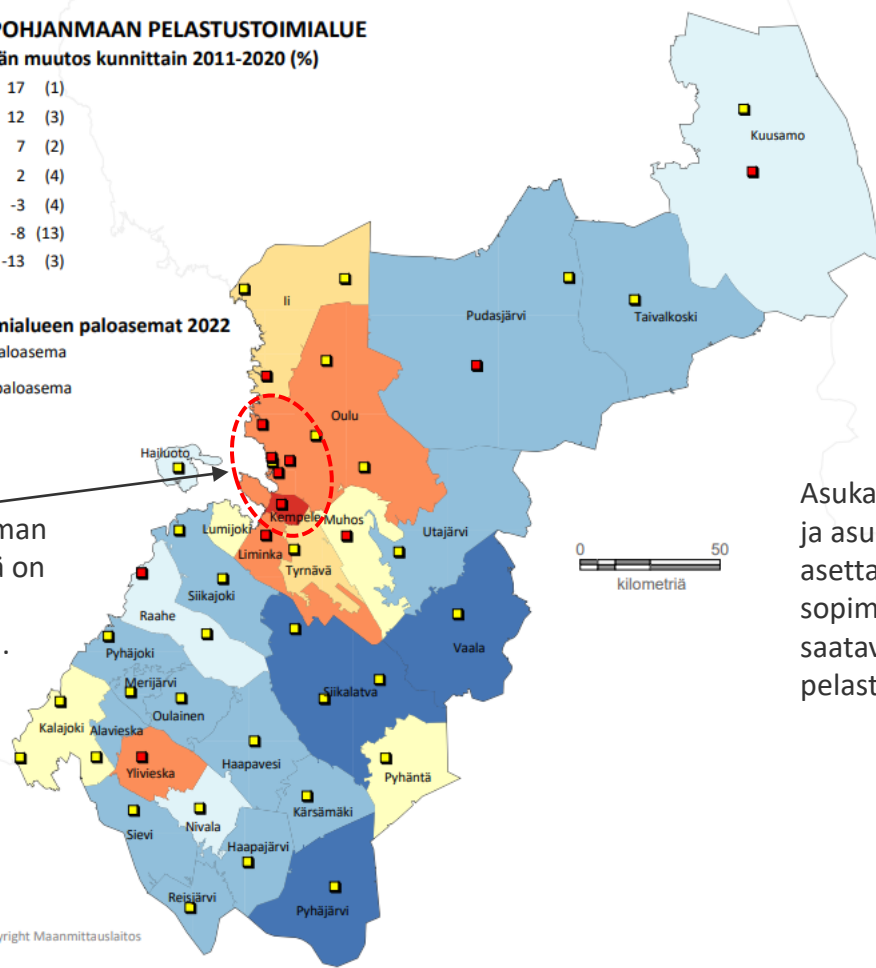 POHJANMAAN PELASTUSTOIMIALUE
än muutos kunnittain 2011-2020 (%)
17 (1)
12 (3)
7 (2)
2 (4)
-3 (4)
-8 (13)
-13 (3)
mialueen paloasemat 2022
aloasema
paloasema
Kuusamo
Ii
Pudasjärvi
Taivalkoski
Oulu
Hailuoto
Kempele
Muhos
Lumijoki
Liminka
Utajärvi
Tyrnävä
Siikajoki
Raahe
Vaala
Pyhäjoki
Merijärvi
Siikalatva
Oulainen
Kalajoki
Alavieska
Haapavesi
Ylivieska
Pyhäntä
Kärsämäki
Nivala
Sievi
Haapajärvi
Reisjärvi
Pyhäjärvi
0 50
kilometriä
man
ä on
.
Asuka
ja asu
asetta
sopim
saatav
pelast
yright Maanmittauslaitos